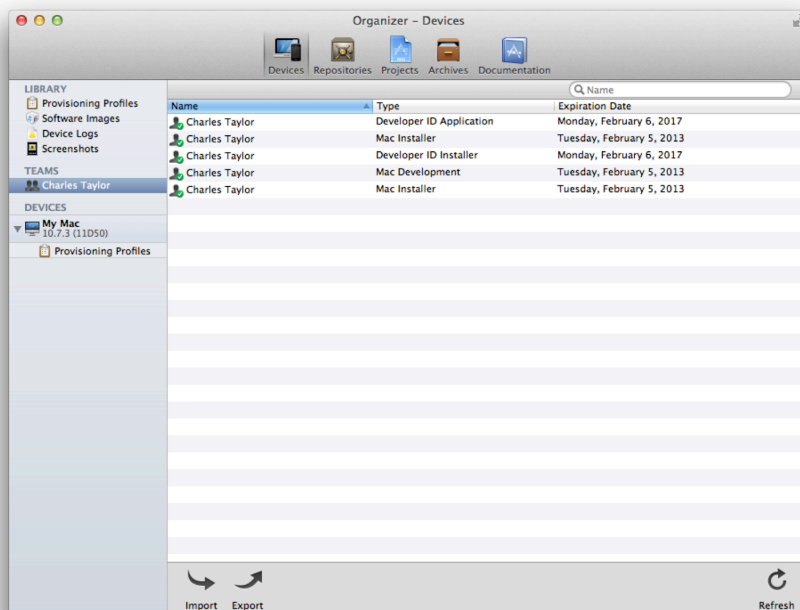 Organizer – Devices
Devices Repositories Projects Archives Documentation
LIBRARY
Provisioning Profiles
Software Images
Device Logs
Screenshots
TEAMS
Charles Taylor
DEVICES
My Mac
10.7.3 (11D50)
Provisioning Profiles
Name
Name Type Expiration Date
Charles Taylor Developer ID Application Monday, February 6, 2017
Charles Taylor Mac Installer Tuesday, February 5, 2013
Charles Taylor Developer ID Installer Monday, February 6, 2017
Charles Taylor Mac Development Tuesday, February 5, 2013
Charles Taylor Mac Installer Tuesday, February 5, 2013
Import Export Refresh